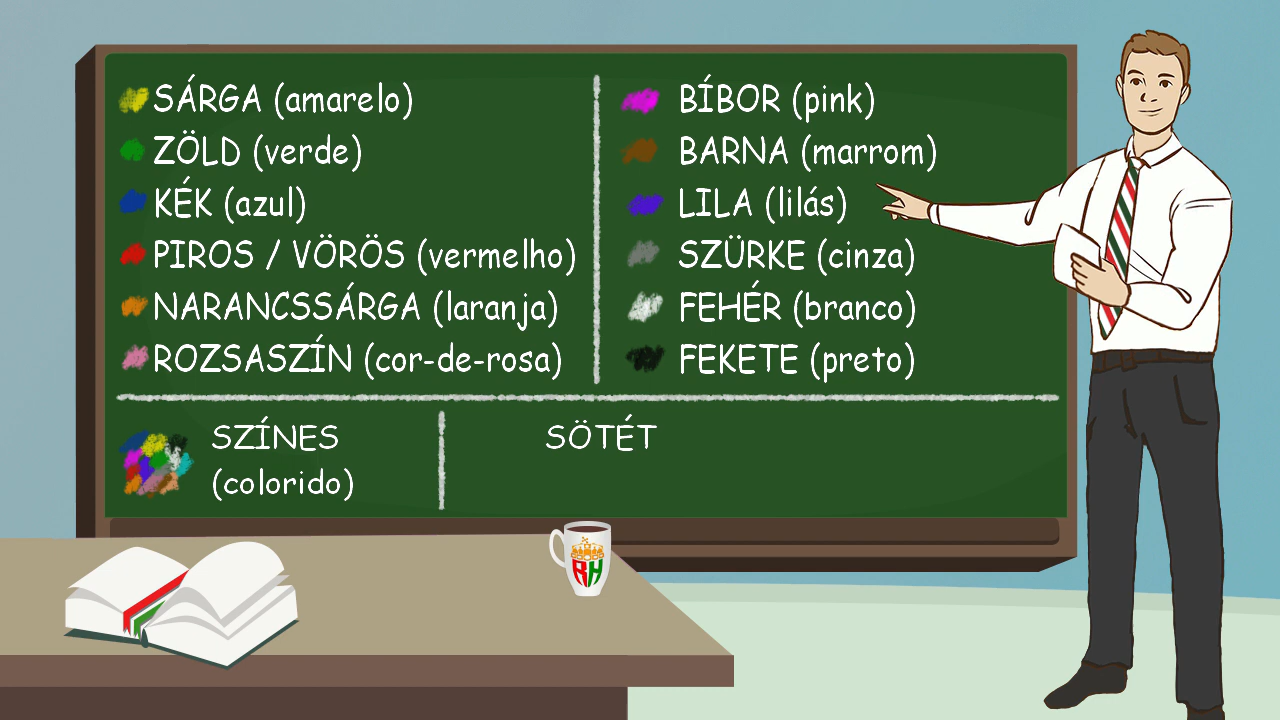 SÁRGA (amarelo)
ZÖLD (verde)
KÉK (azul)
PIROS / VÖRÖS (vermelho)
NARANCSSÁRGA (laranja)
ROZSASZÍN (cor-de-rosa)
BÍBOR (pink)
BARNA (marrom)
LILA (lilás)
SZÜRKE (cinza)
FEHÉR (branco)
FEKETE (preto)
SZÍNES
(colorido)
SÖTÉT
RH